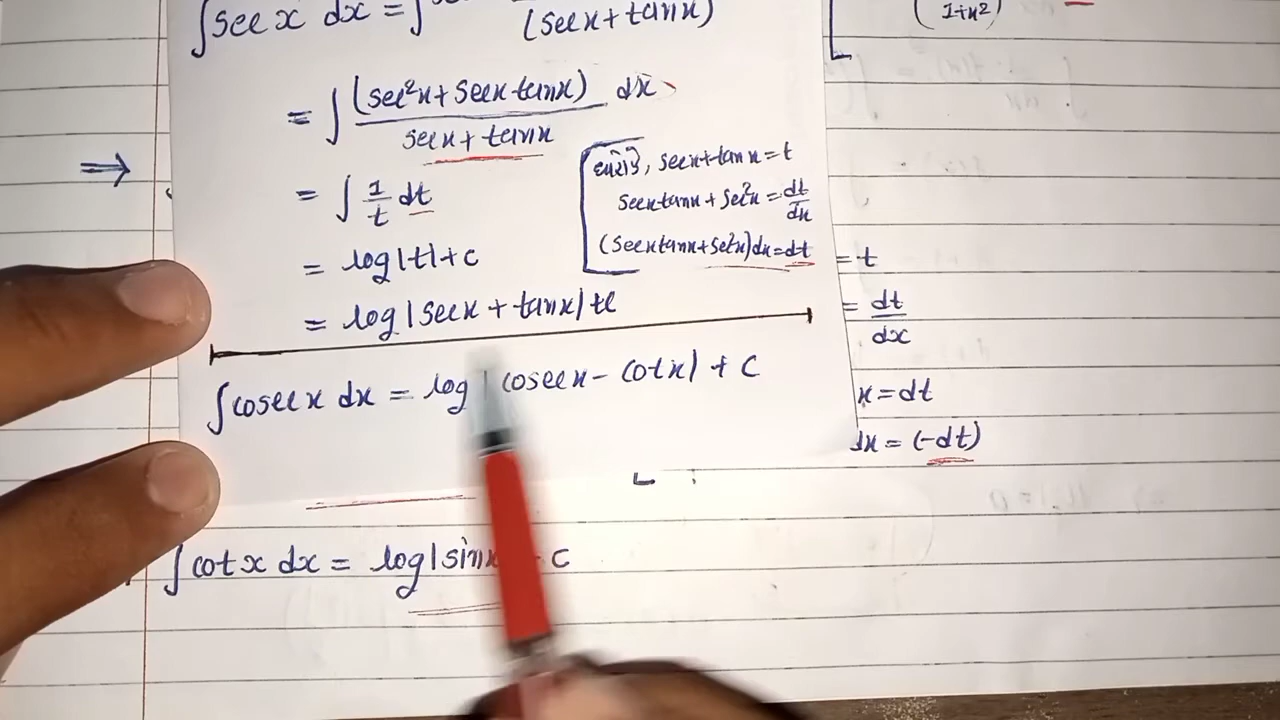 ∫ secx dx = ∫
(secx + tanx)
= ∫ (sec²x + secx tanx) / secx + tanx dx
⇒
= ∫ 1/t dt
= log|t| + c
= log|secx + tanx| + c
secx + tanx = t
secxtanx + sec²x = dt/dx
(secxtanx + sec²x)dx = dt
∫ cosecx dx = log|cosecx - cotx| + c
∫ cotx dx = log|sinx c
1+x²
= t
= dt/dx
x = dt
dx = (-dt)